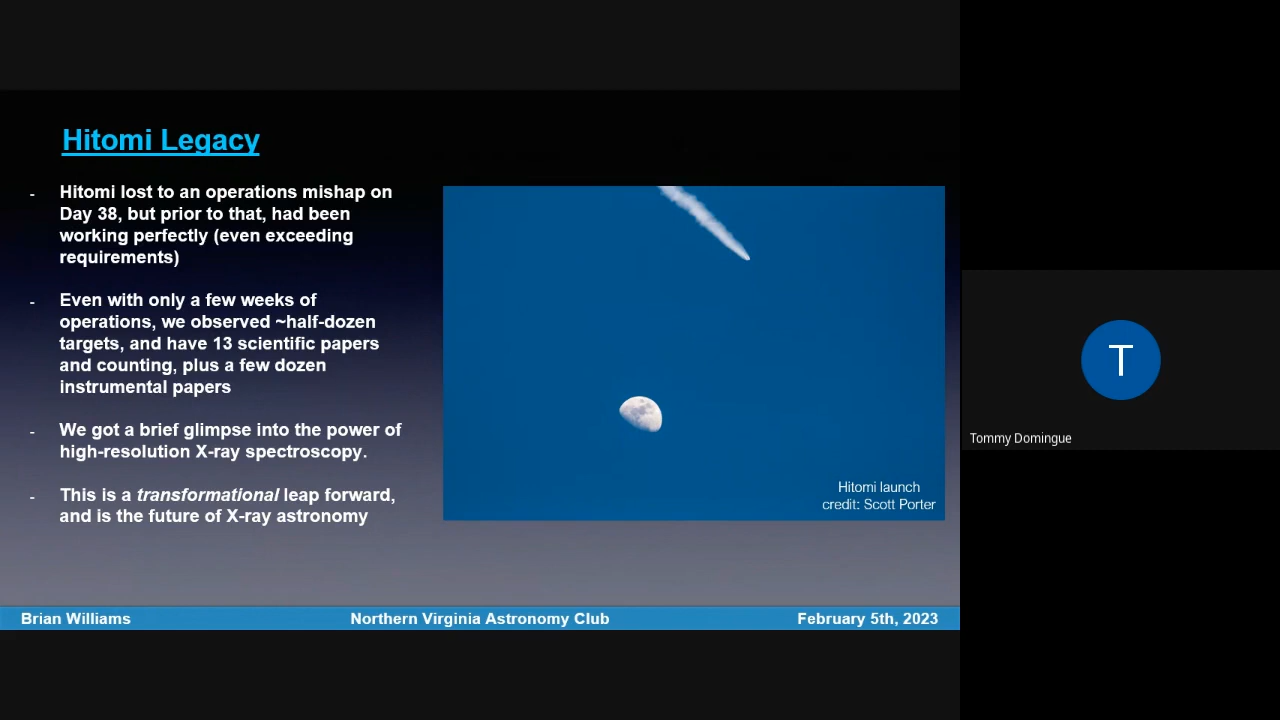 Hitomi Legacy
- Hitomi lost to an operations mishap on
Day 38, but prior to that, had been
working perfectly (even exceeding
requirements)
- Even with only a few weeks of
operations, we observed ~half-dozen
targets, and have 13 scientific papers
and counting, plus a few dozen
instrumental papers
- We got a brief glimpse into the power of
high-resolution X-ray spectroscopy.
- This is a transformational leap forward,
and is the future of X-ray astronomy
Hitomi launch
credit: Scott Porter
T
Tommy Domingue
Brian Williams Northern Virginia Astronomy Club February 5th, 2023